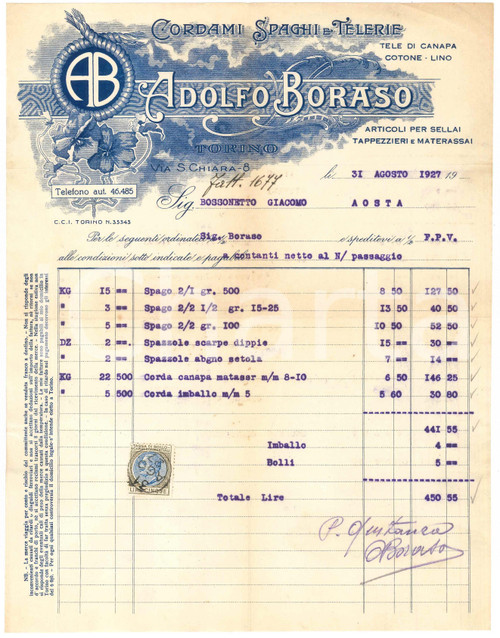 CORDAMI SPAGHI E TELERIE
TELE DI CANAPA
COTONE - LINO
AB
ADOLFO BORASO
TORINO
ARTICOLI PER SELLAI
TAPPEZZIERI E MATERASSAI
VIA S. CHIARA - 8
Fatt. 1677
li 31 AGOSTO 1927 19
Telefono aut. 46.485
Sig. BOSSONETTO GIACOMO AOSTA
C.C.I. TORINO N. 35345
Per le seguenti ordinateci Sig. Boraso e speditevi a F.P.V.
alle condizioni sotto indicate e pag. contanti netto al N/ passaggio
KG 15 == Spago 2/1 gr. 500 8 50 127 50
" 3 == Spago 2/2 1/2 gr. 15-25 13 50 40 50
" 5 == Spago 2/2 gr. 100 10 50 52 50
DZ 2 ==. Spazzole scarpe dippie 15 == 30 ==
" 2 == Spazzole abgno setola 7 == 14 ==
KG 22 500 Corda canapa mataser m/m 8-10 6 50 146 25
" 5 500 Corda imballo m/m 5 5 60 30 80
441 55
Imballo 4 ==
Bolli 5 ==
Totale Lire 450 55
P. Quietanza
A Boraso